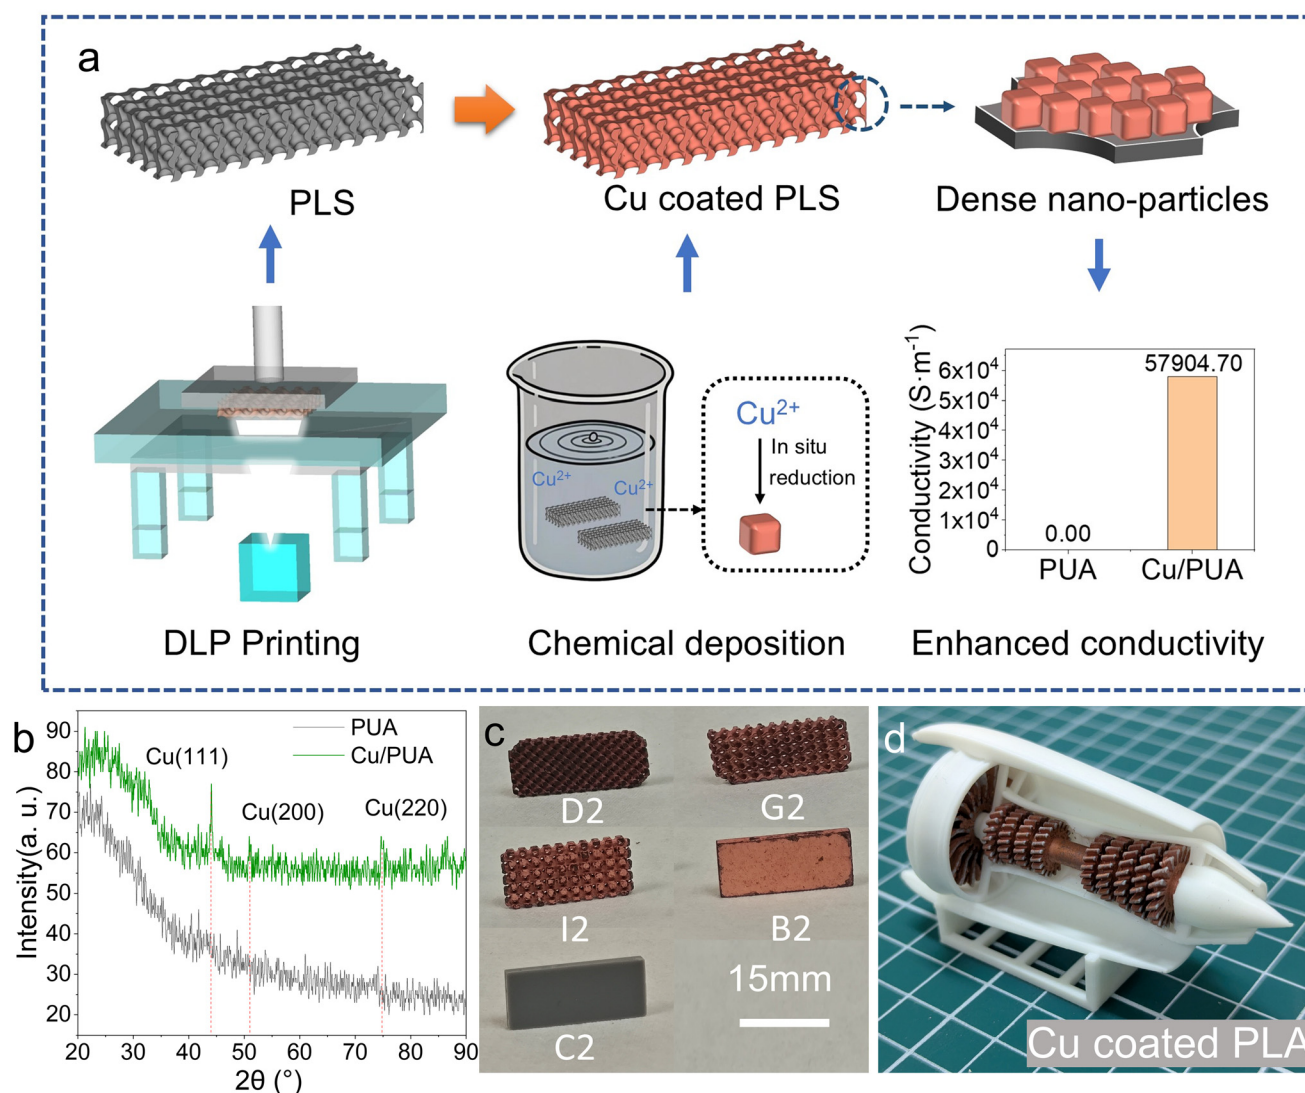 a
PLS
Cu coated PLS
Dense nano-particles
Cu²⁺
Cu²⁺
Cu²⁺
In situ
reduction
Conductivity (S·m⁻¹)
6x10⁴
5x10⁴
4x10⁴
3x10⁴
2x10⁴
1x10⁴
0
57904.70
0.00
PUA
Cu/PUA
DLP Printing
Chemical deposition
Enhanced conductivity
b
PUA
Cu/PUA
Cu(111)
Cu(200)
Cu(220)
Intensity(a. u.)
90
80
70
60
50
40
30
20
20 30 40 50 60 70 80 90
2θ (°)
c
D2
G2
I2
B2
C2
15mm
d
Cu coated PLA